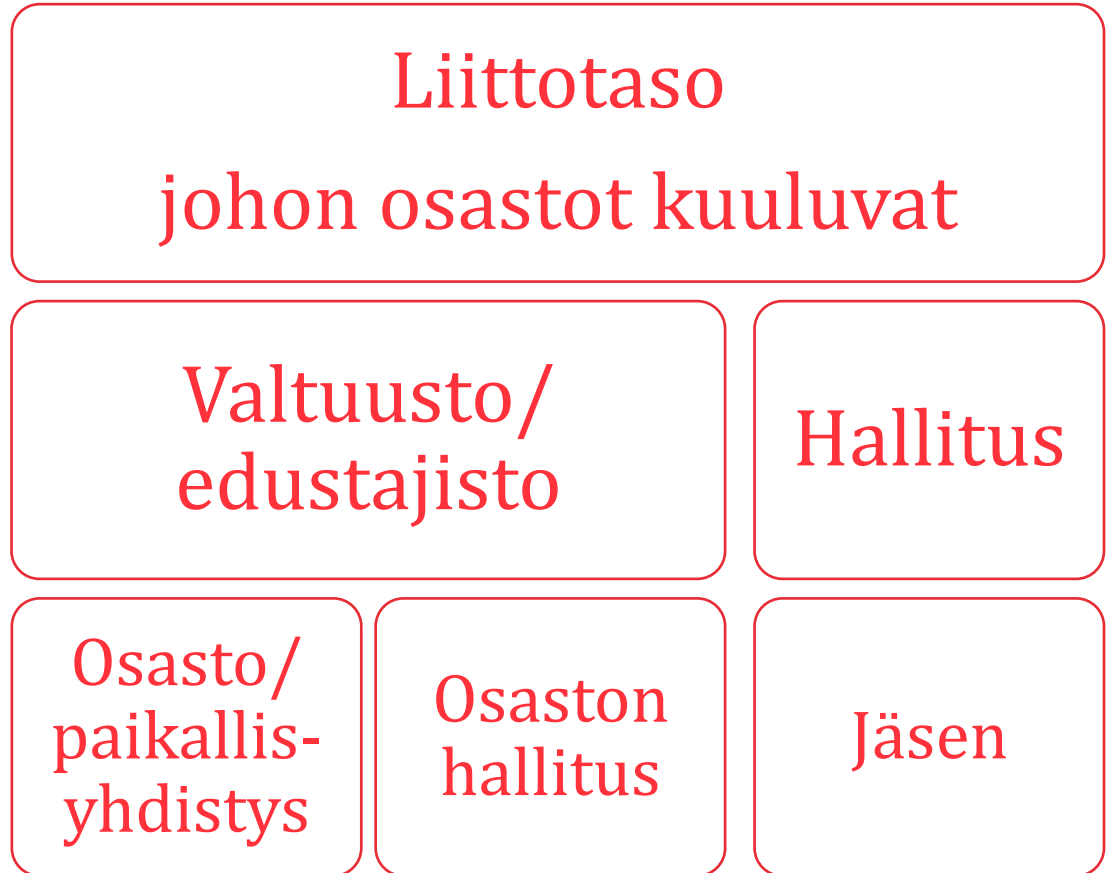 Liittotaso
johon osastot kuuluvat
Valtuusto/
edustajisto
Hallitus
Osasto/
paikallis-
yhdistys
Osaston
hallitus
Jäsen